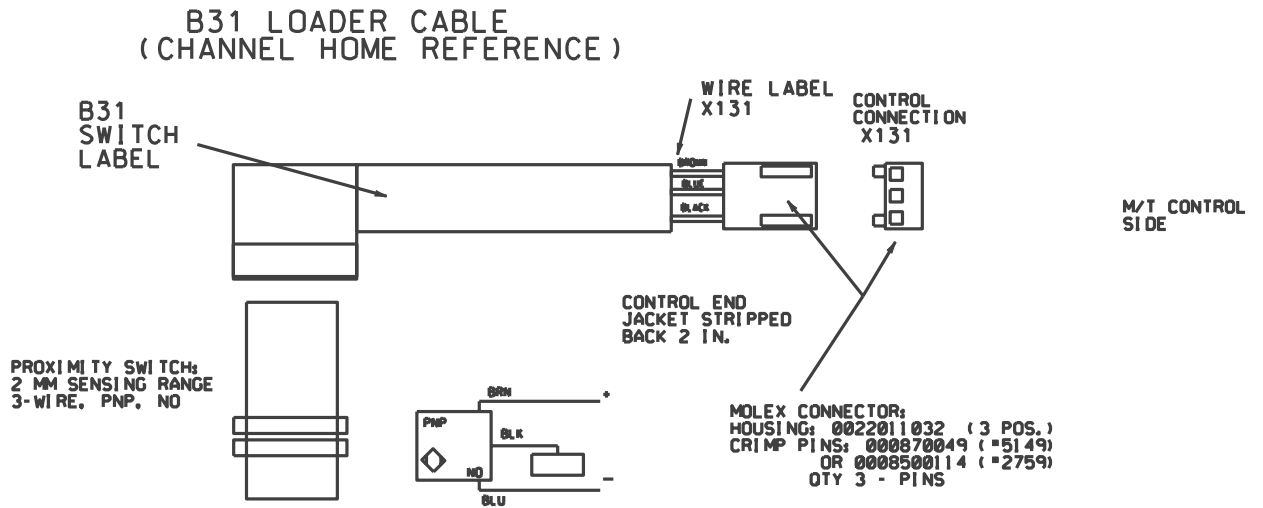 B31 LOADER CABLE
(CHANNEL HOME REFERENCE)
B31
SWITCH
LABEL
WIRE LABEL
X131
CONTROL
CONNECTION
X131
BROWN
BLUE
BLACK
M/T CONTROL
SIDE
CONTROL END
JACKET STRIPPED
BACK 2 IN.
PROXIMITY SWITCH:
2 MM SENSING RANGE
3-WIRE, PNP, NO
BRN
+
PNP
BLK
NO
−
BLU
MOLEX CONNECTOR:
HOUSING: 0022011032 (3 POS.)
CRIMP PINS: 000870049 ("5149)
OR 0008500114 ("2759)
QTY 3 - PINS